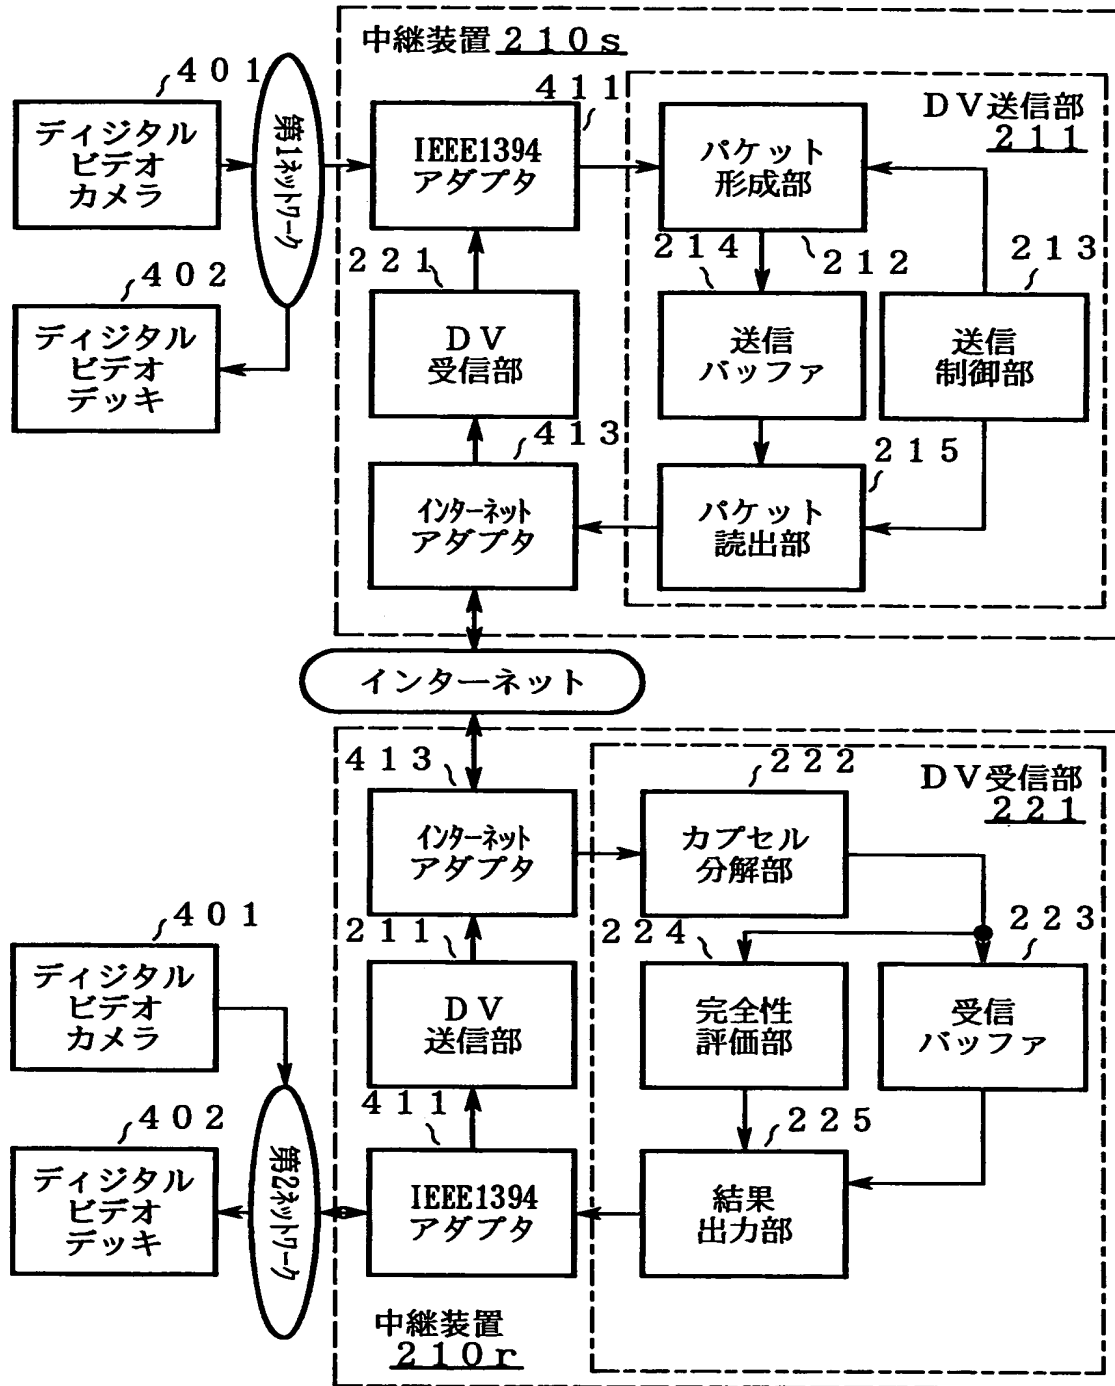 中継装置 210s
401
ディジタル
ビデオ
カメラ
第1ネットワーク
411
IEEE1394
アダプタ
DV送信部
211
パケット
形成部
402
ディジタル
ビデオ
デッキ
221
DV
受信部
214
212
213
送信
バッファ
送信
制御部
413
インターネット
アダプタ
215
パケット
読出部
インターネット
413
インターネット
アダプタ
222
DV受信部
221
カプセル
分解部
401
ディジタル
ビデオ
カメラ
211
DV
送信部
224
223
完全性
評価部
受信
バッファ
402
ディジタル
ビデオ
デッキ
第2ネットワーク
411
IEEE1394
アダプタ
225
結果
出力部
中継装置
210r